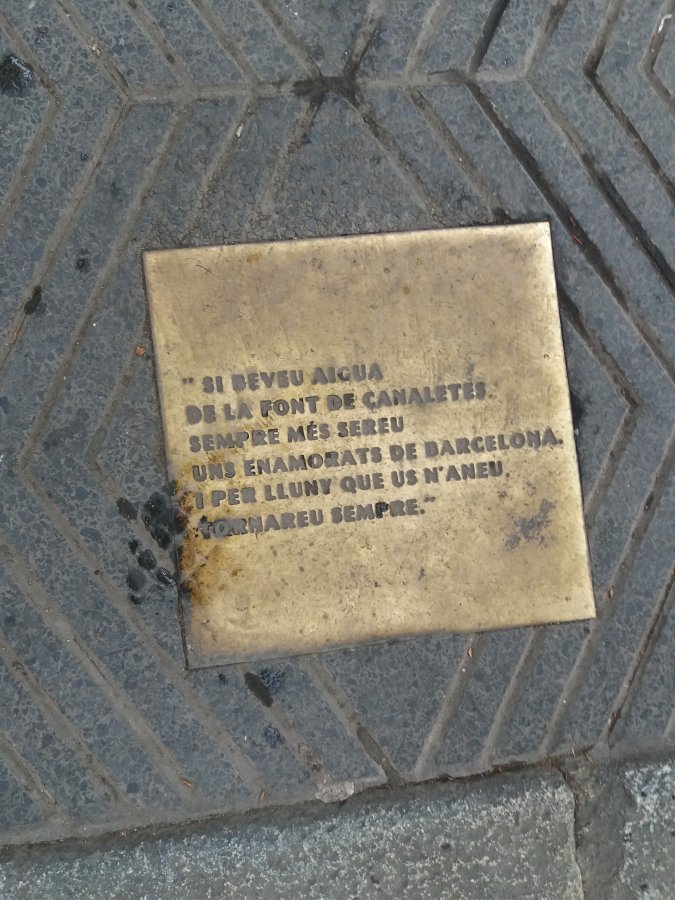 " SI BEVEU AIGUA
DE LA FONT DE CANALETES
SEMPRE MÉS SEREU
UNS ENAMORATS DE BARCELONA.
I PER LLUNY QUE US N'ANEU,
TORNAREU SEMPRE."